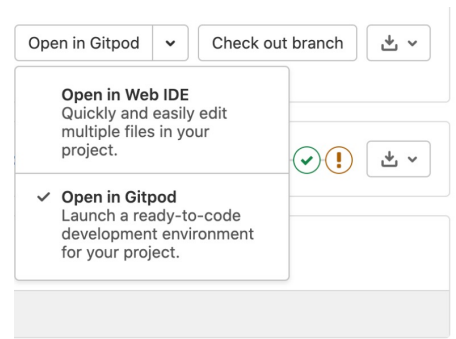 Open in Gitpod
Check out branch
Open in Web IDE
Quickly and easily edit
multiple files in your
project.
Open in Gitpod
Launch a ready-to-code
development environment
for your project.